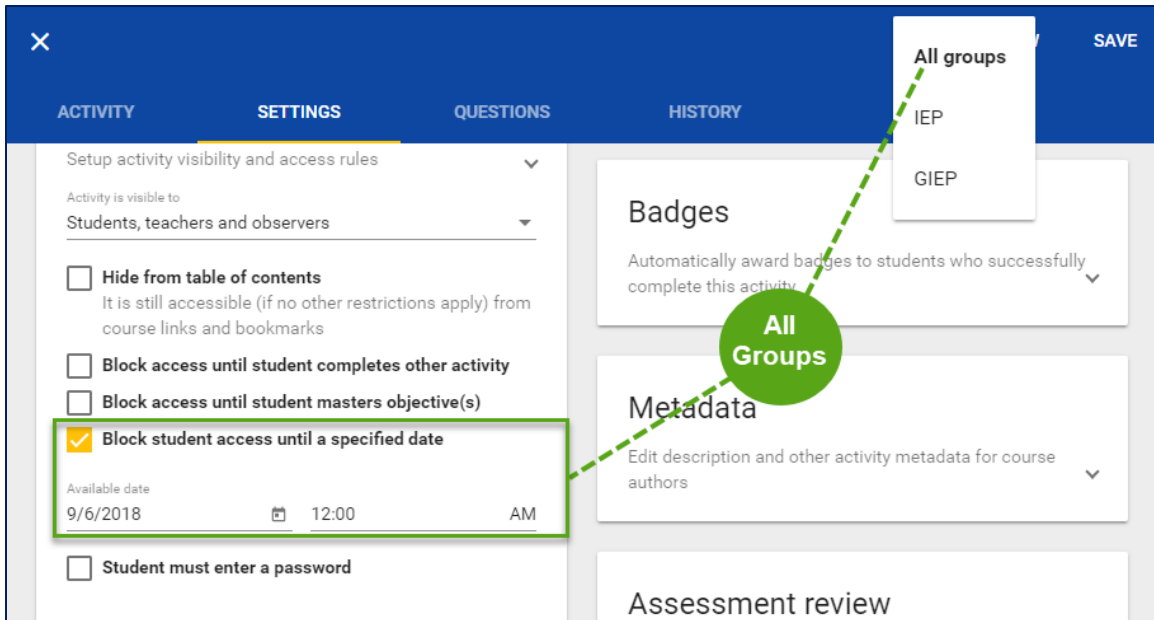 SAVE
All groups
IEP
GIEP
ACTIVITY
SETTINGS
QUESTIONS
HISTORY
Setup activity visibility and access rules
Activity is visible to
Students, teachers and observers
Hide from table of contents
It is still accessible (if no other restrictions apply) from
course links and bookmarks
Block access until student completes other activity
Block access until student masters objective(s)
Block student access until a specified date
Available date
9/6/2018
12:00
AM
Student must enter a password
Badges
Automatically award badges to students who successfully
complete this activity
All
Groups
Metadata
Edit description and other activity metadata for course
authors
Assessment review